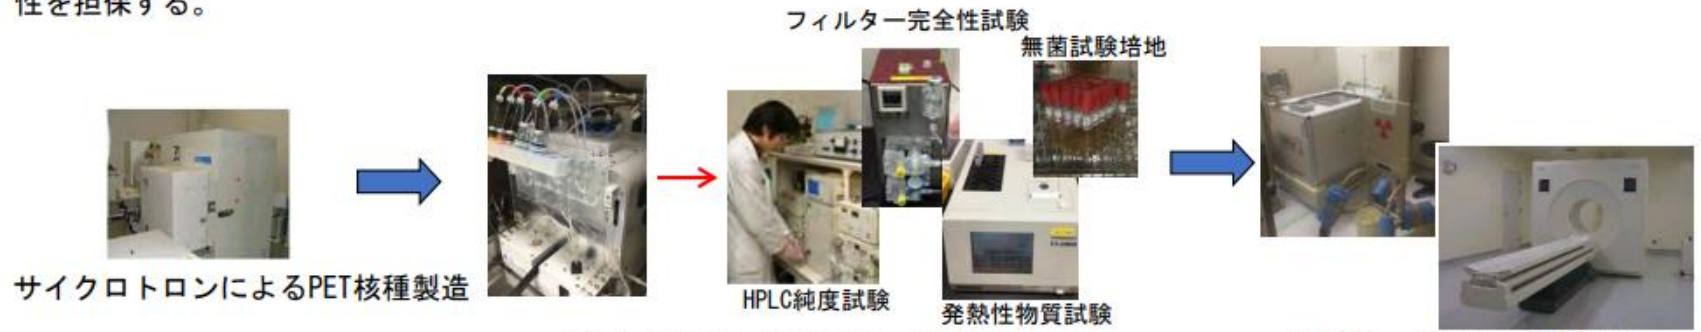 性を担保する。
フィルター完全性試験
無菌試験培地
サイクロトロンによるPET核種製造
HPLC純度試験
発熱性物質試験